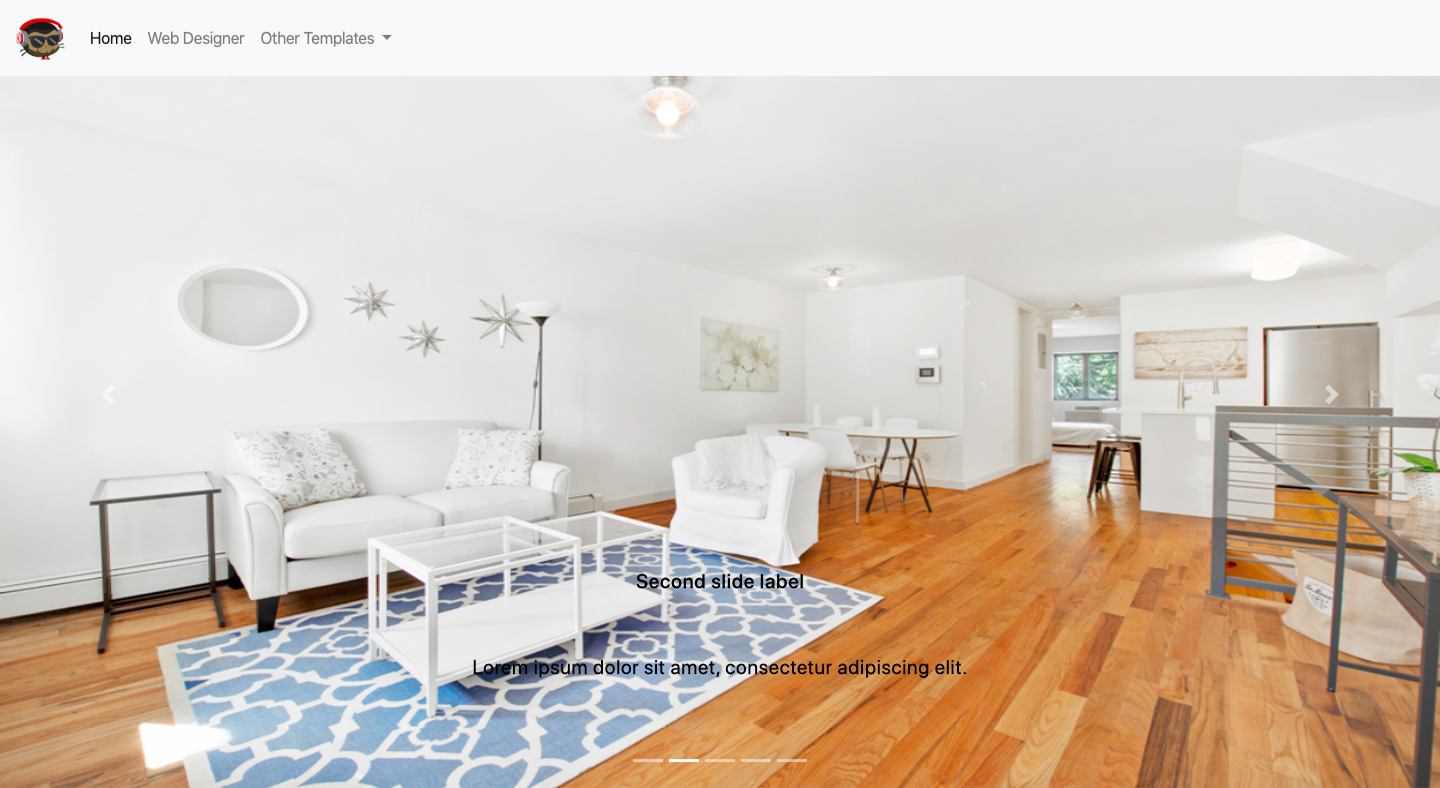 Home
Web Designer
Other Templates
Second slide label
Lorem ipsum dolor sit amet, consectetur adipiscing elit.